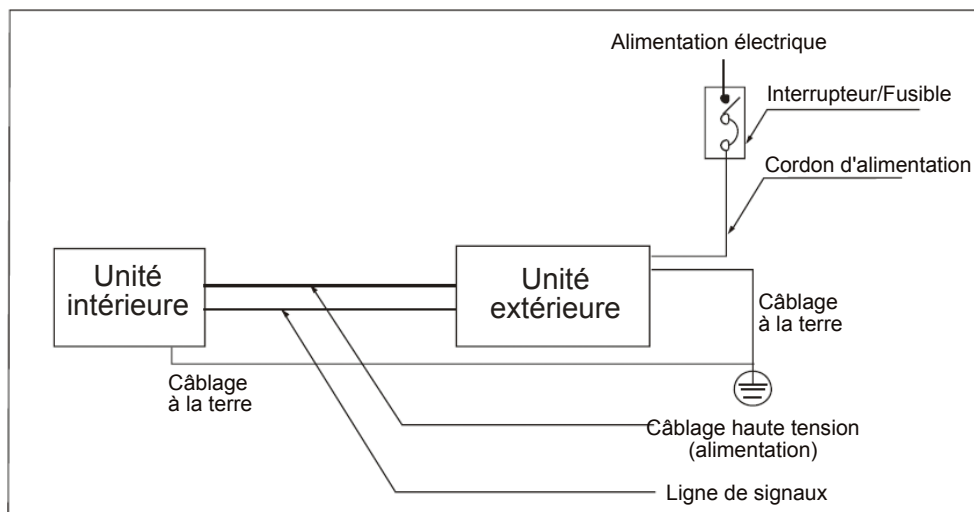 Alimentation électrique
Interrupteur/Fusible
Cordon d'alimentation
Unité
intérieure
Unité
extérieure
Câblage
à la terre
Câblage
à la terre
Câblage haute tension
(alimentation)
Ligne de signaux